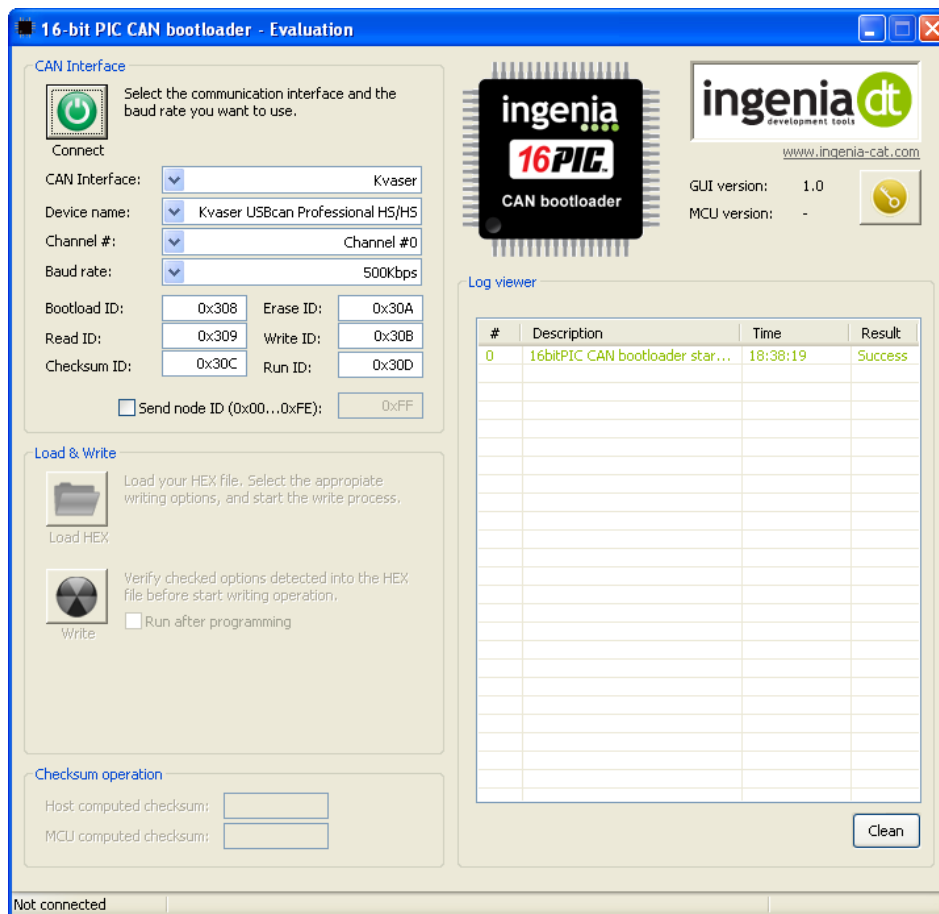 16-bit PIC CAN bootloader - Evaluation
CAN Interface
Select the communication interface and the
baud rate you want to use.
Connect
CAN Interface: Kvaser
Device name: Kvaser USBcan Professional HS/HS
Channel #: Channel #0
Baud rate: 500Kbps
Bootload ID: 0x308 Erase ID: 0x30A
Read ID: 0x309 Write ID: 0x30B
Checksum ID: 0x30C Run ID: 0x30D
Send node ID (0x00...0xFE): 0xFF
Load & Write
Load your HEX file. Select the appropiate
writing options, and start the write process.
Load HEX
Verify checked options detected into the HEX
file before start writing operation.
Run after programming
Write
Checksum operation
Host computed checksum:
MCU computed checksum:
Not connected
ingenia
16PIC.
CAN bootloader
ingenia dt
development tools
www.ingenia-cat.com
GUI version: 1.0
MCU version: -
Log viewer
# Description Time Result
0 16bitPIC CAN bootloader star... 18:38:19 Success
Clean